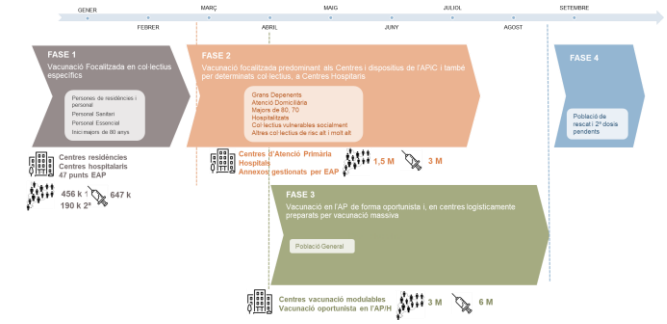 GENER
FEBRER
MARÇ
ABRIL
MAIG
JUNY
JULIOL
AGOST
SETEMBRE
FASE 1
Vacunació Focalitzada en col·lectius
específics
Persones de residències i
personal
Personal Sanitari
Personal Essencial
Inici majors de 80 anys
Centres residències
Centres hospitalaris
47 punts EAP
456 k 1
190 k 2ª
647 k
FASE 2
Vacunació focalitzada predominant als Centres i dispositius de l'APiC i també
per determinats col·lectius, a Centres Hospitaris
Grans Depenents
Atenció Domiciliària
Majors de 80, 70
Hospitalitzats
Col·lectius vulnerables socialment
Altres col·lectius de risc alt i molt alt
Centres d'Atenció Primària
Hospitals
Annexos gestionats per EAP
1,5 M
3 M
FASE 3
Vacunació en l'AP de forma oportunista i, en centres logísticament
preparats per vacunació massiva
Població General
Centres vacunació modulables
Vacunació oportunista en l'AP/H
3 M
6 M
FASE 4
Població de
rescat i 2ª dosis
pendents